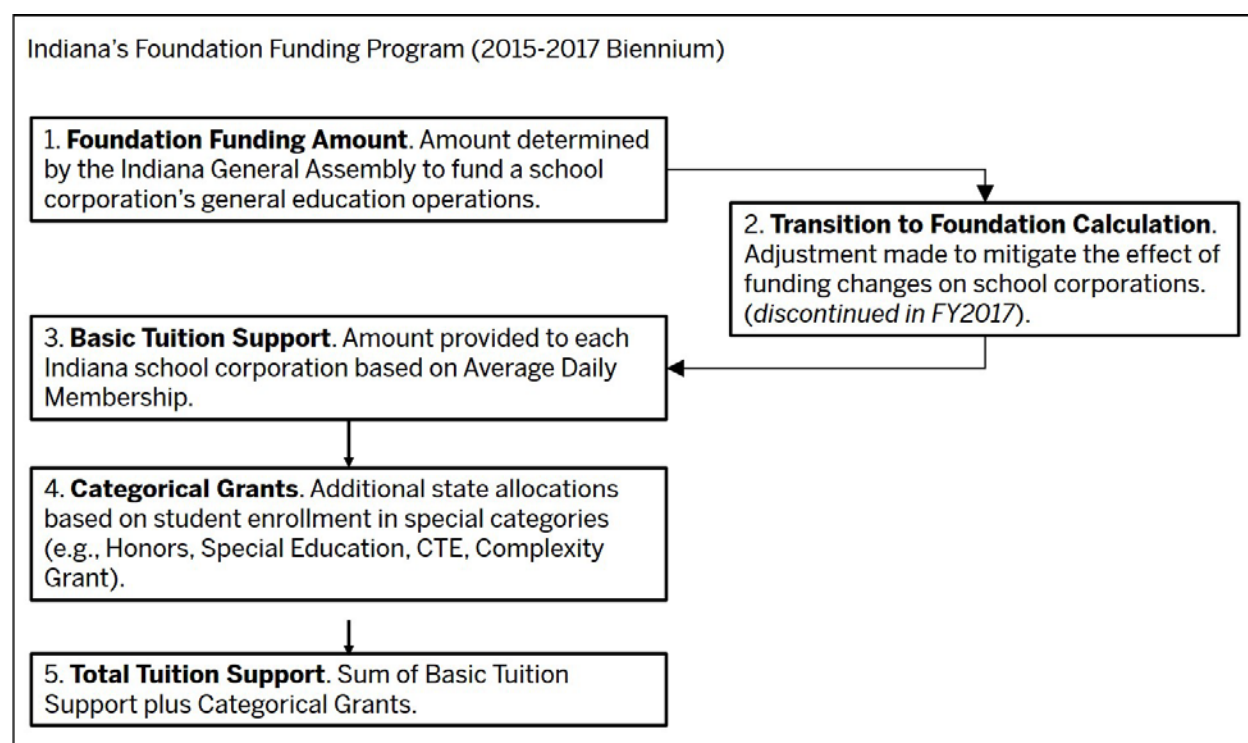 Indiana's Foundation Funding Program (2015-2017 Biennium)
1. Foundation Funding Amount. Amount determined
by the Indiana General Assembly to fund a school
corporation's general education operations.
2. Transition to Foundation Calculation.
Adjustment made to mitigate the effect of
funding changes on school corporations.
(discontinued in FY2017).
3. Basic Tuition Support. Amount provided to each
Indiana school corporation based on Average Daily
Membership.
4. Categorical Grants. Additional state allocations
based on student enrollment in special categories
(e.g., Honors, Special Education, CTE, Complexity
Grant).
5. Total Tuition Support. Sum of Basic Tuition
Support plus Categorical Grants.